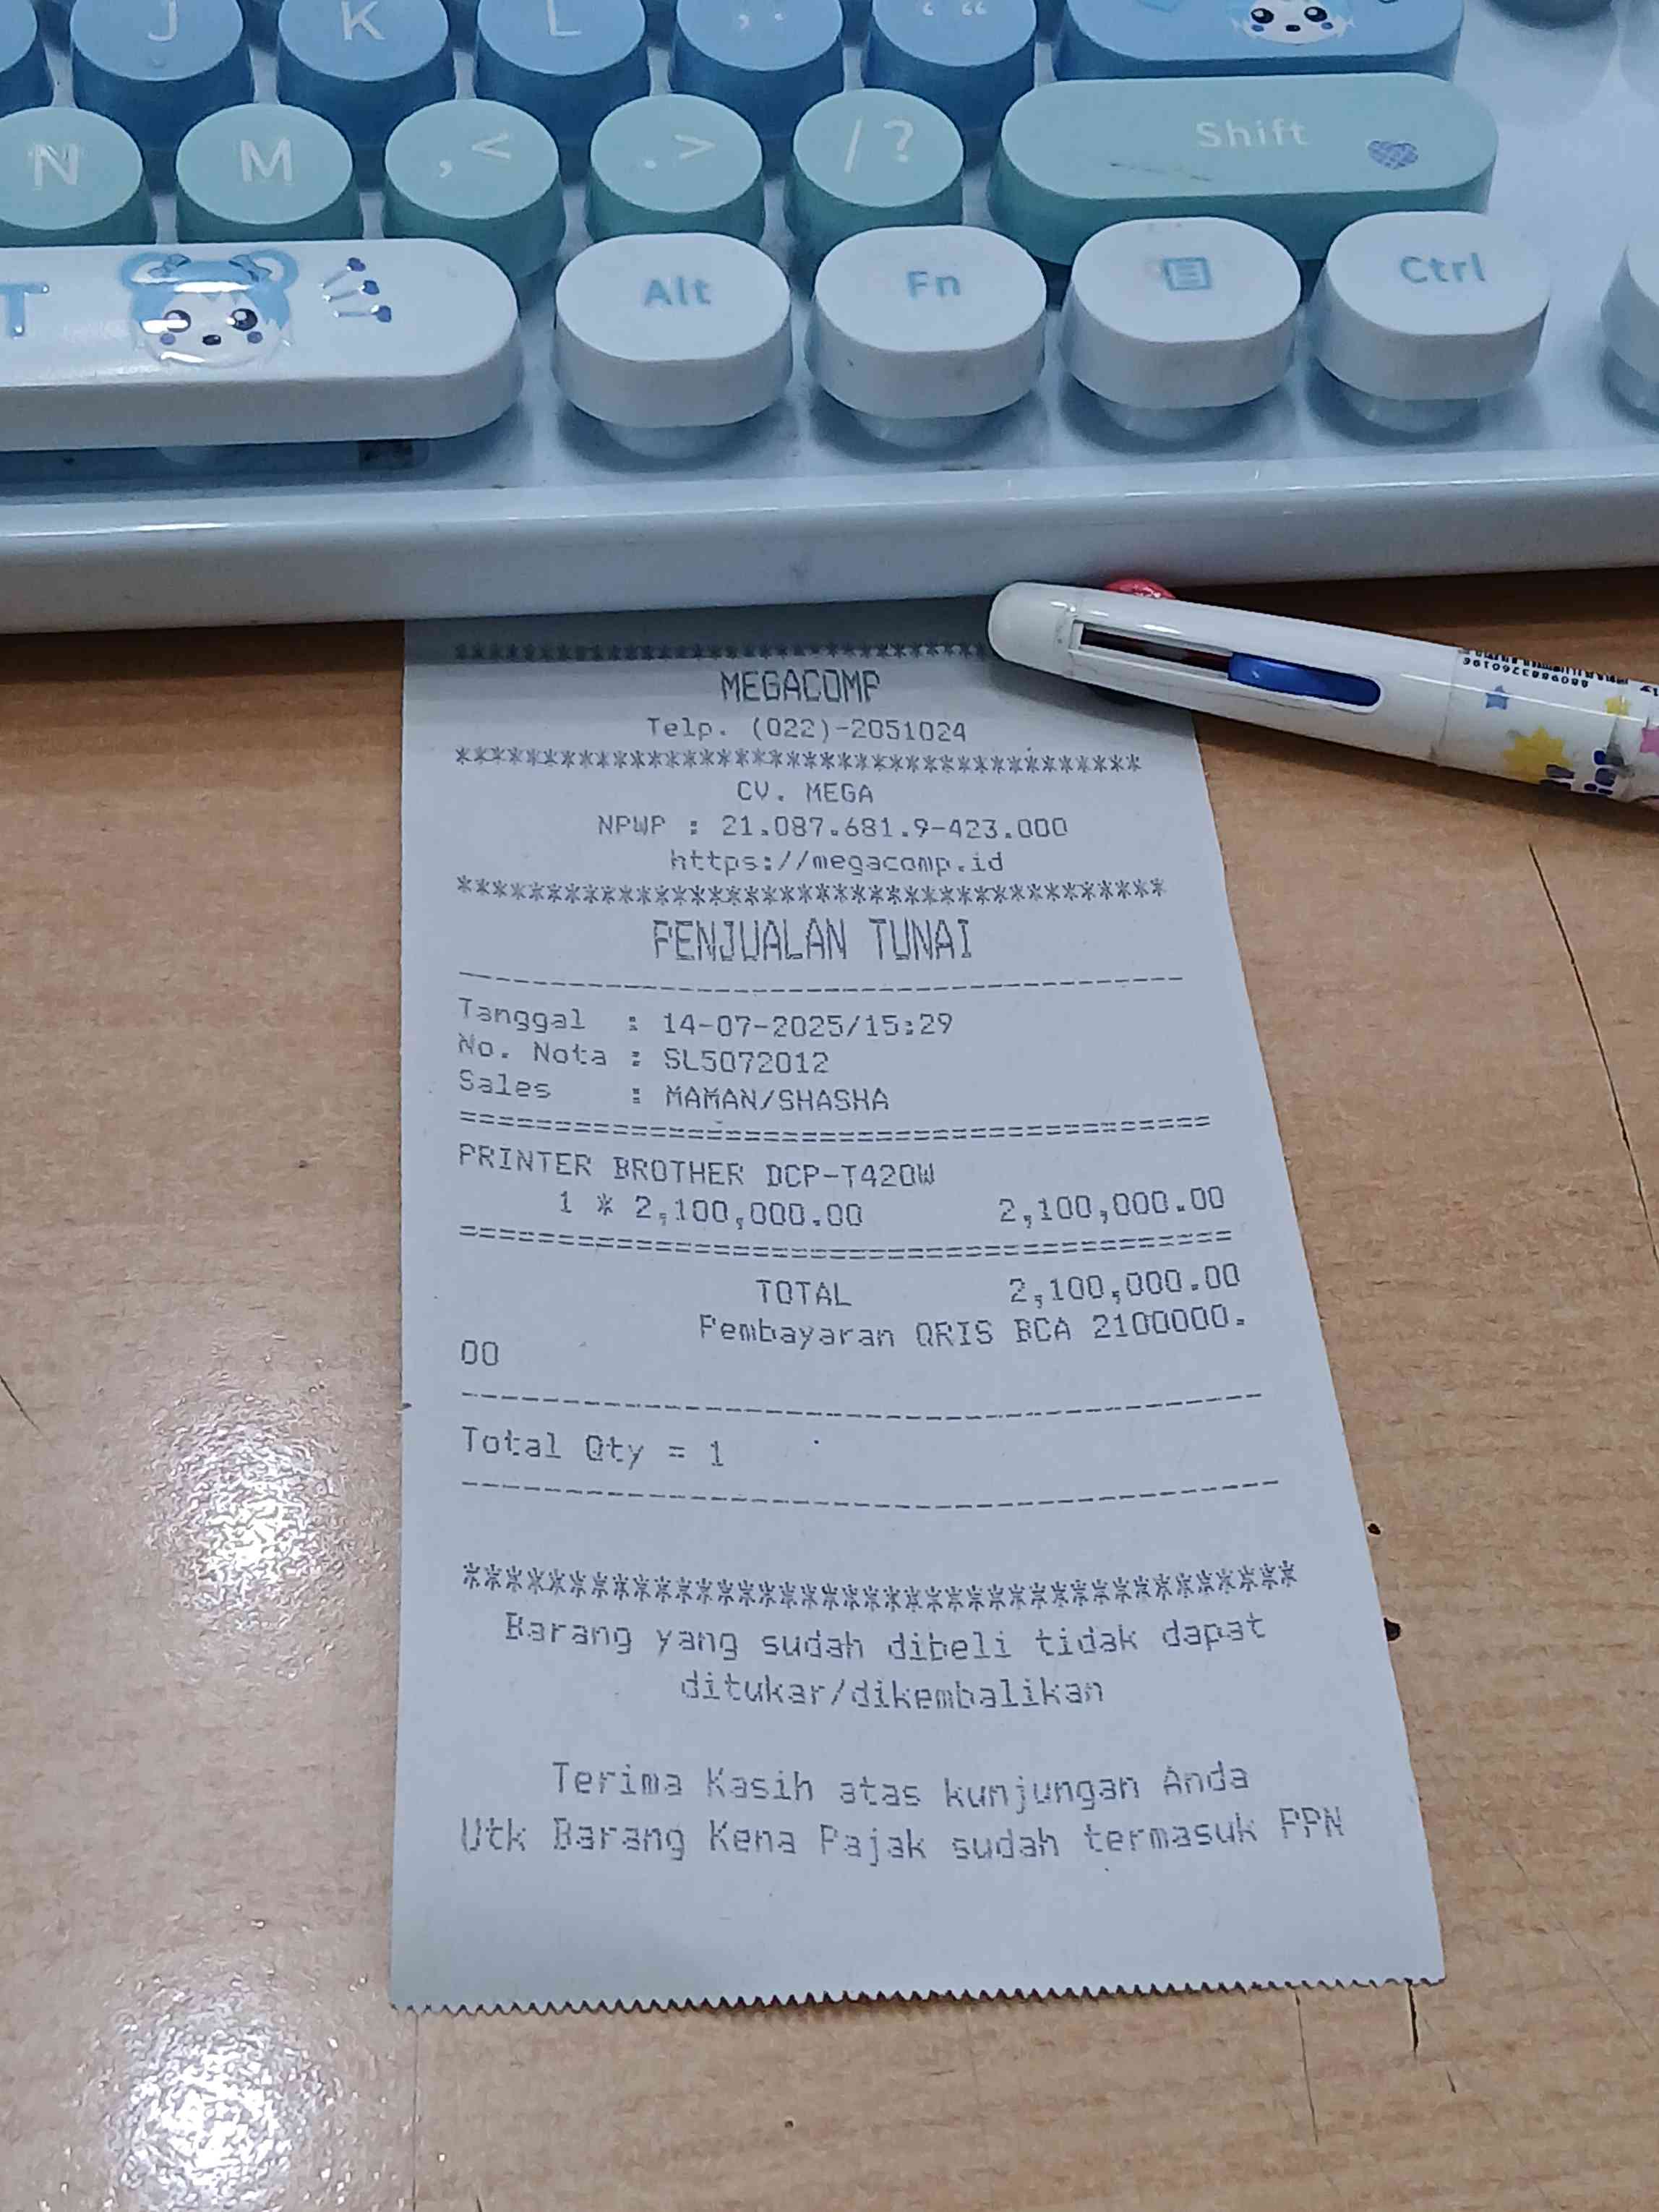 J K L ; : ' "
N M , < . > / ? Shift
T Alt Fn Ctrl
8809588376019
************************************
MEGACOMP
Telp. (022)-2051024
****************************************
CV. MEGA
NPWP : 21.087.681.9-423.000
https://megacomp.id
****************************************
PENJUALAN TUNAI
----------------------------------------
Tanggal : 14-07-2025/15:29
No. Nota : SL5072012
Sales : MAMAN/SHASHA
========================================
PRINTER BROTHER DCP-T420W
1 * 2,100,000.00 2,100,000.00
========================================
TOTAL 2,100,000.00
Pembayaran QRIS BCA 2100000.
00
----------------------------------------
Total Qty = 1
----------------------------------------
****************************************
Barang yang sudah dibeli tidak dapat
ditukar/dikembalikan
Terima Kasih atas kunjungan Anda
Utk Barang Kena Pajak sudah termasuk PPN